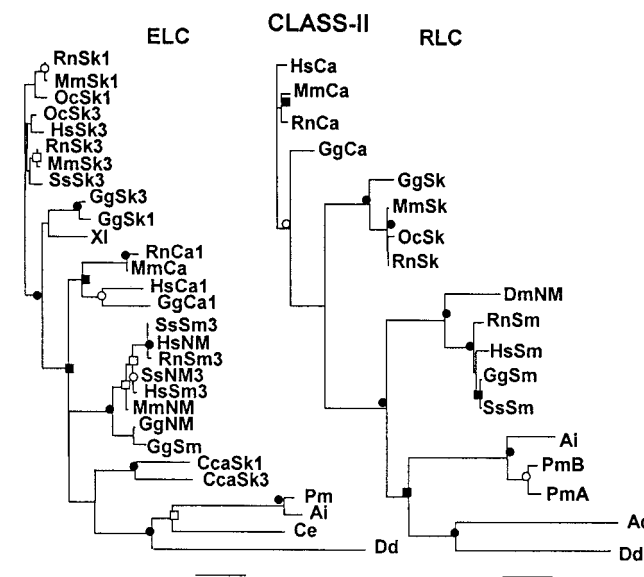 CLASS-II
ELC
RLC
RnSk1
MmSk1
OcSk1
OcSk3
HsSk3
RnSk3
MmSk3
SsSk3
GgSk3
GgSk1
Xl
RnCa1
MmCa
HsCa1
GgCa1
SsSm3
HsNM
RnSm3
SsNM3
HsSm3
MmNM
GgNM
GgSm
CcaSk1
CcaSk3
Pm
Ai
Ce
Dd
HsCa
MmCa
RnCa
GgCa
GgSk
MmSk
OcSk
RnSk
DmNM
RnSm
HsSm
GgSm
SsSm
Ai
PmB
PmA
Dd